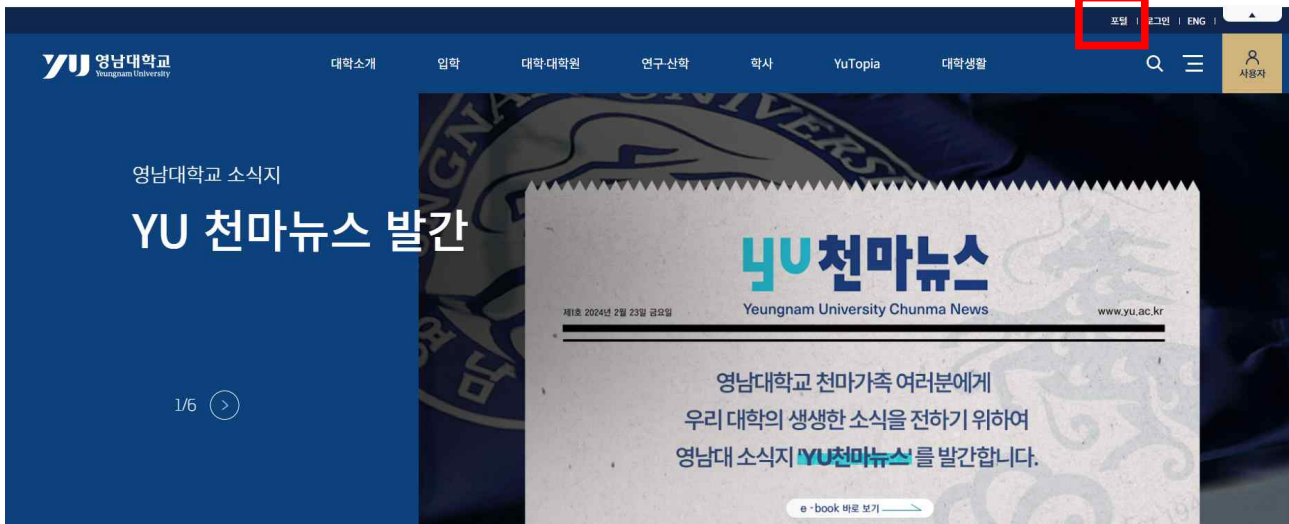 포털 | 로그인 | ENG | ▲
YU 영남대학교
Yeungnam University
대학소개 입학 대학·대학원 연구·산학 학사 YuTopia 대학생활
사용자
영남대학교 소식지
YU 천마뉴스 발간
1/6
yu천마뉴스
제1호 2024년 2월 23일 금요일 Yeungnam University Chunma News www.yu.ac.kr
영남대학교 천마가족 여러분에게
우리 대학의 생생한 소식을 전하기 위하여
영남대 소식지 'YU천마뉴스'를 발간합니다.
e-book 바로 보기